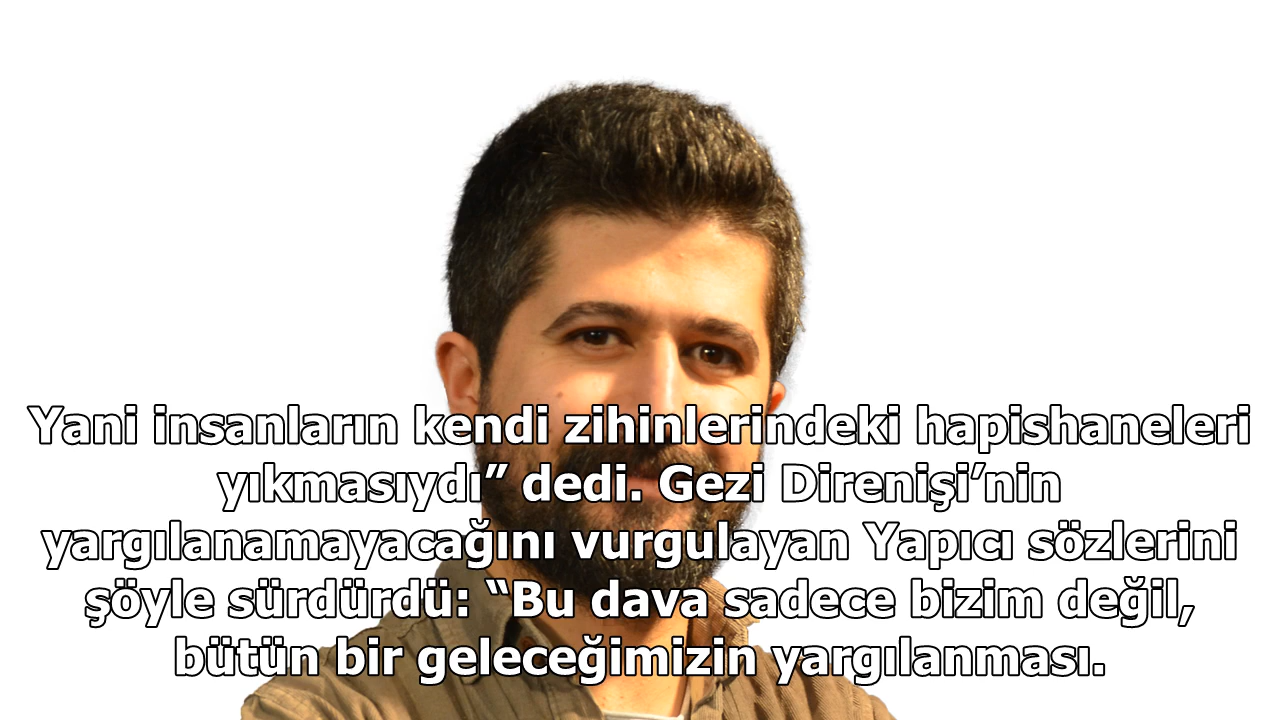 Yani insanların kendi zihinlerindeki hapishaneleri
yıkmasıydı” dedi. Gezi Direnişi’nin
yargılanamayacağını vurgulayan Yapıcı sözlerini
şöyle sürdürdü: “Bu dava sadece bizim değil,
bütün bir geleceğimizin yargılanması.